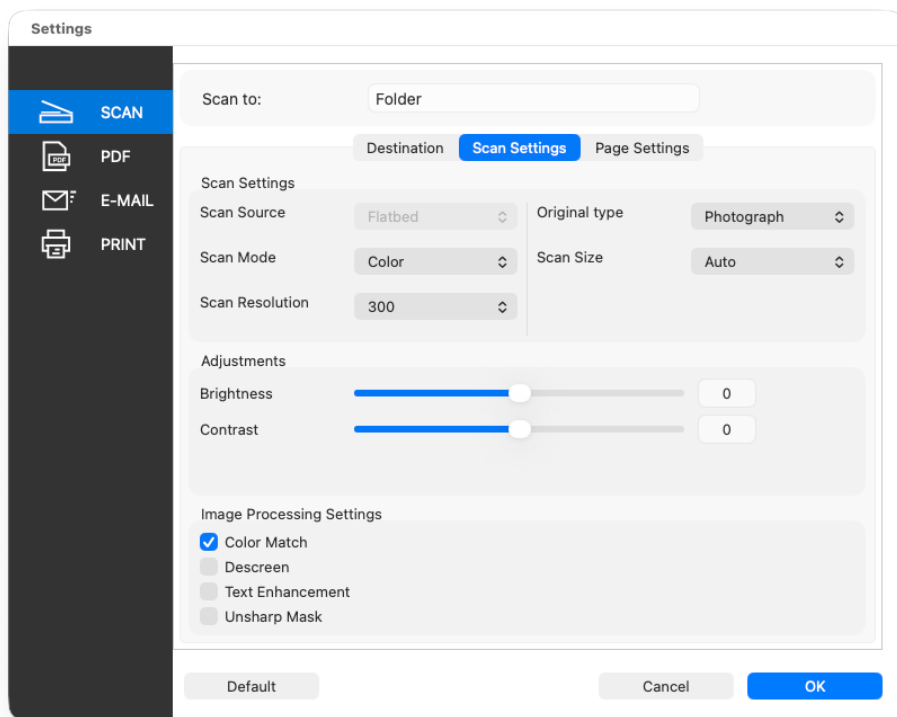 Settings
SCAN
PDF
PDF
E-MAIL
PRINT
Scan to: Folder
Destination Scan Settings Page Settings
Scan Settings
Scan Source Flatbed Original type Photograph
Scan Mode Color Scan Size Auto
Scan Resolution 300
Adjustments
Brightness 0
Contrast 0
Image Processing Settings
Color Match
Descreen
Text Enhancement
Unsharp Mask
Default Cancel OK